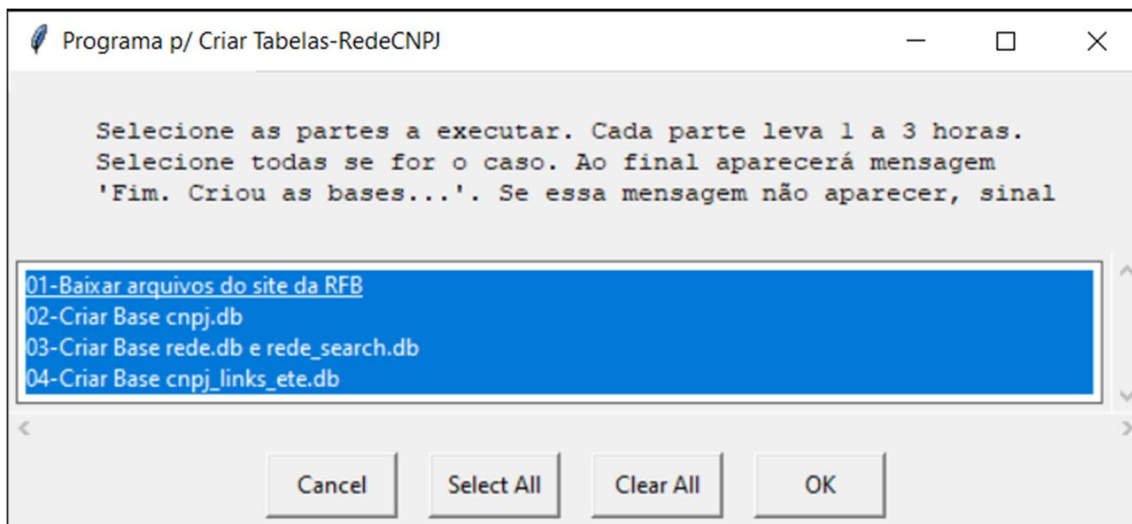 Programa p/ Criar Tabelas-RedeCNPJ
Selecione as partes a executar. Cada parte leva 1 a 3 horas.
Selecione todas se for o caso. Ao final aparecerá mensagem
'Fim. Criou as bases...'. Se essa mensagem não aparecer, sinal
01-Baixar arquivos do site da RFB
02-Criar Base cnpj.db
03-Criar Base rede.db e rede_search.db
04-Criar Base cnpj_links_ete.db
Cancel Select All Clear All OK